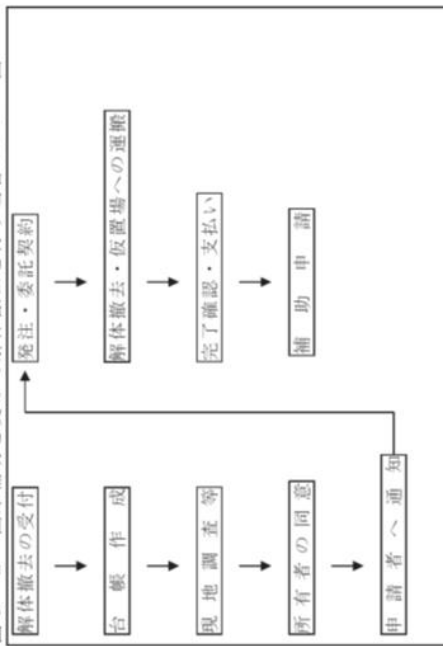 解体撤去の受付
台帳作成
現地調査等
所有者の同意
申請者へ通知
発注・委託契約
解体撤去・仮置場への運搬
完了確認・支払い
補助申請